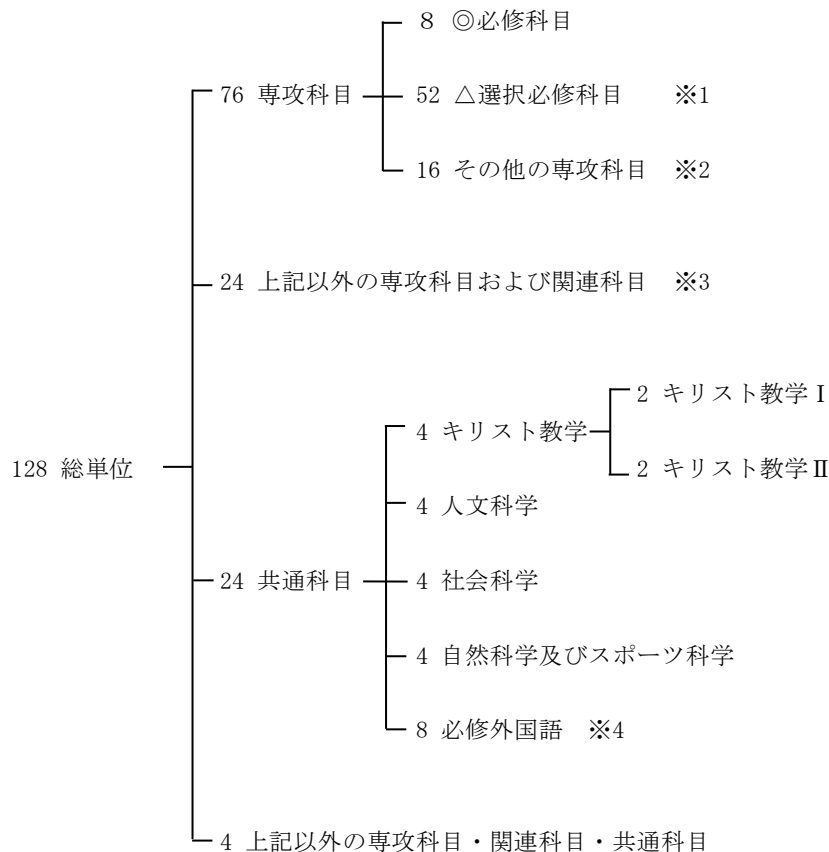 8 ◎必修科目
76 専攻科目
52 △選択必修科目 ※1
16 その他の専攻科目 ※2
24 上記以外の専攻科目および関連科目 ※3
2 キリスト教学Ⅰ
4 キリスト教学
128 総単位
2 キリスト教学Ⅱ
4 人文科学
24 共通科目
4 社会科学
4 自然科学及びスポーツ科学
8 必修外国語 ※4
4 上記以外の専攻科目・関連科目・共通科目